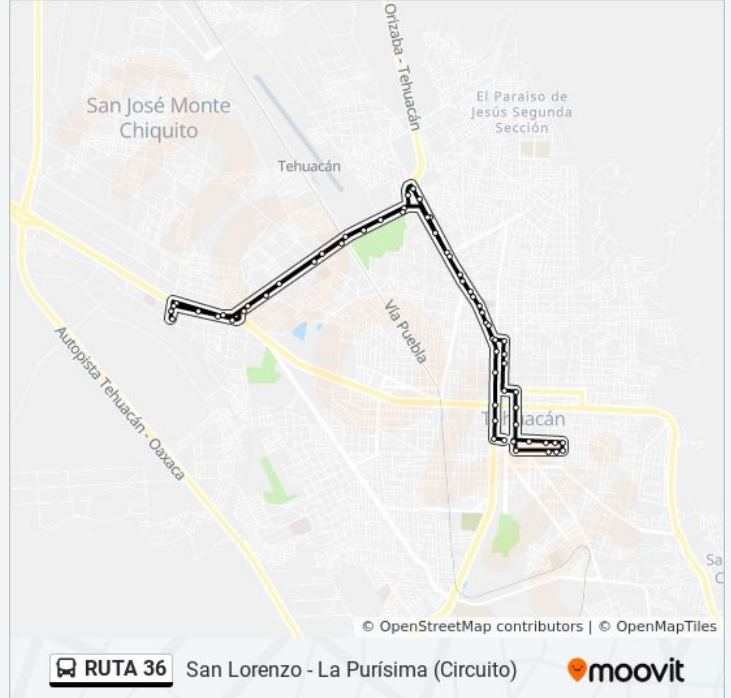 Orizaba - Tehuacán
San José Monte
Chiquito
El Paraiso de
Jesús Segunda
Sección
Tehuacán
Vía Puebla
Autopista Tehuacán - Oaxaca
Tehuacán
Sa
C
© OpenStreetMap contributors | © OpenMapTiles
RUTA 36 San Lorenzo - La Purísima (Circuito) moovit